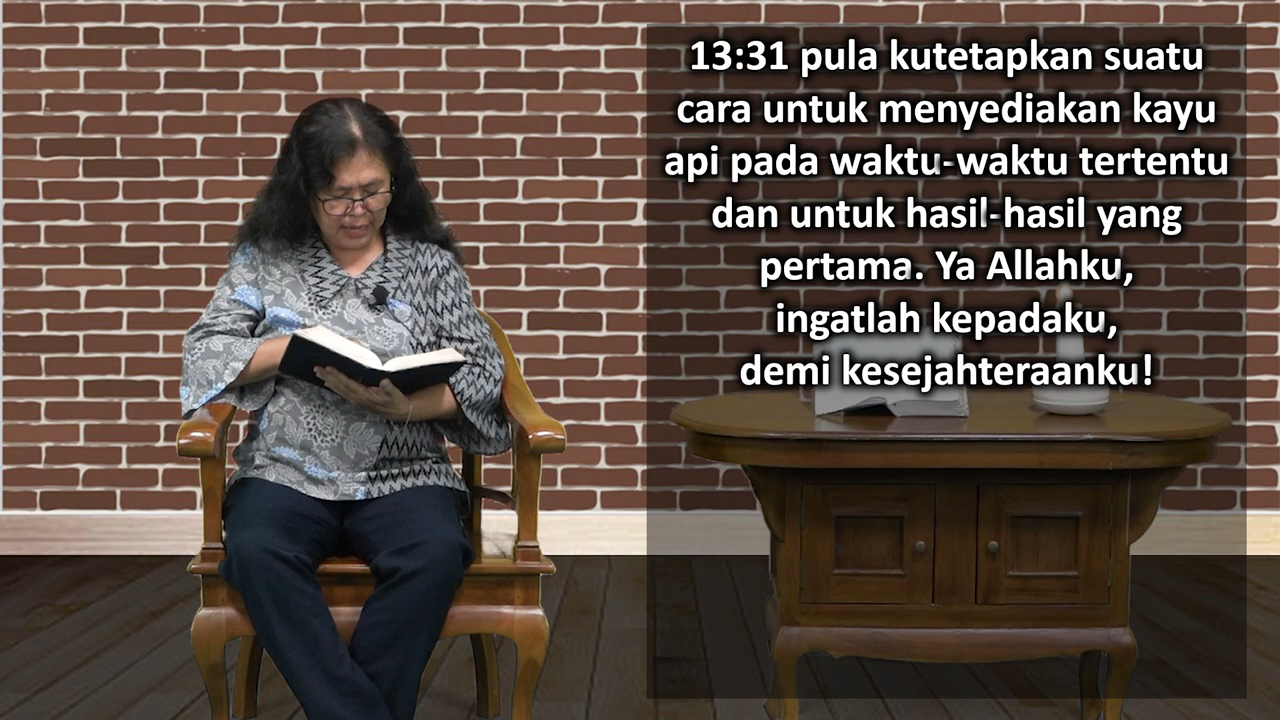 13:31 pula kutetapkan suatu
cara untuk menyediakan kayu
api pada waktu-waktu tertentu
dan untuk hasil-hasil yang
pertama. Ya Allahku,
ingatlah kepadaku,
demi kesejahteraanku!